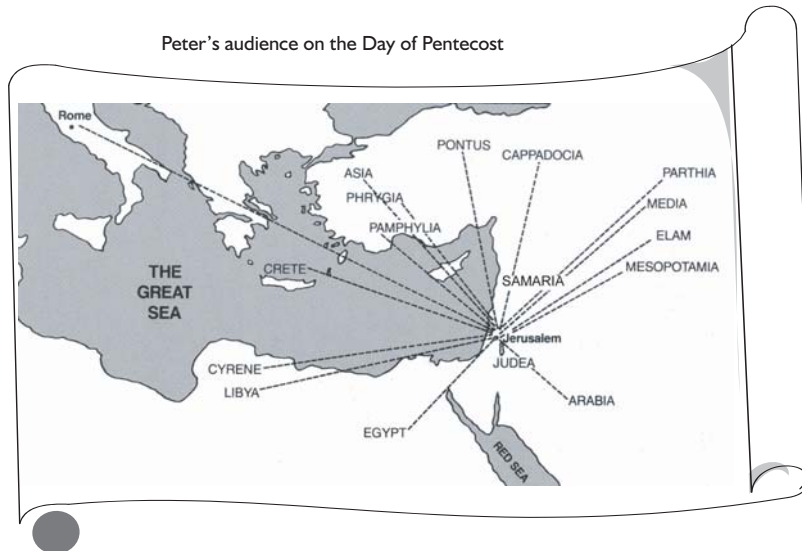 Peter’s audience on the Day of Pentecost
Rome
PONTUS
CAPPADOCIA
ASIA
PARTHIA
PHRYGIA
MEDIA
PAMPHYLIA
ELAM
CRETE
MESOPOTAMIA
THE
GREAT
SEA
SAMARIA
Jerusalem
JUDEA
CYRENE
LIBYA
ARABIA
EGYPT
RED SEA